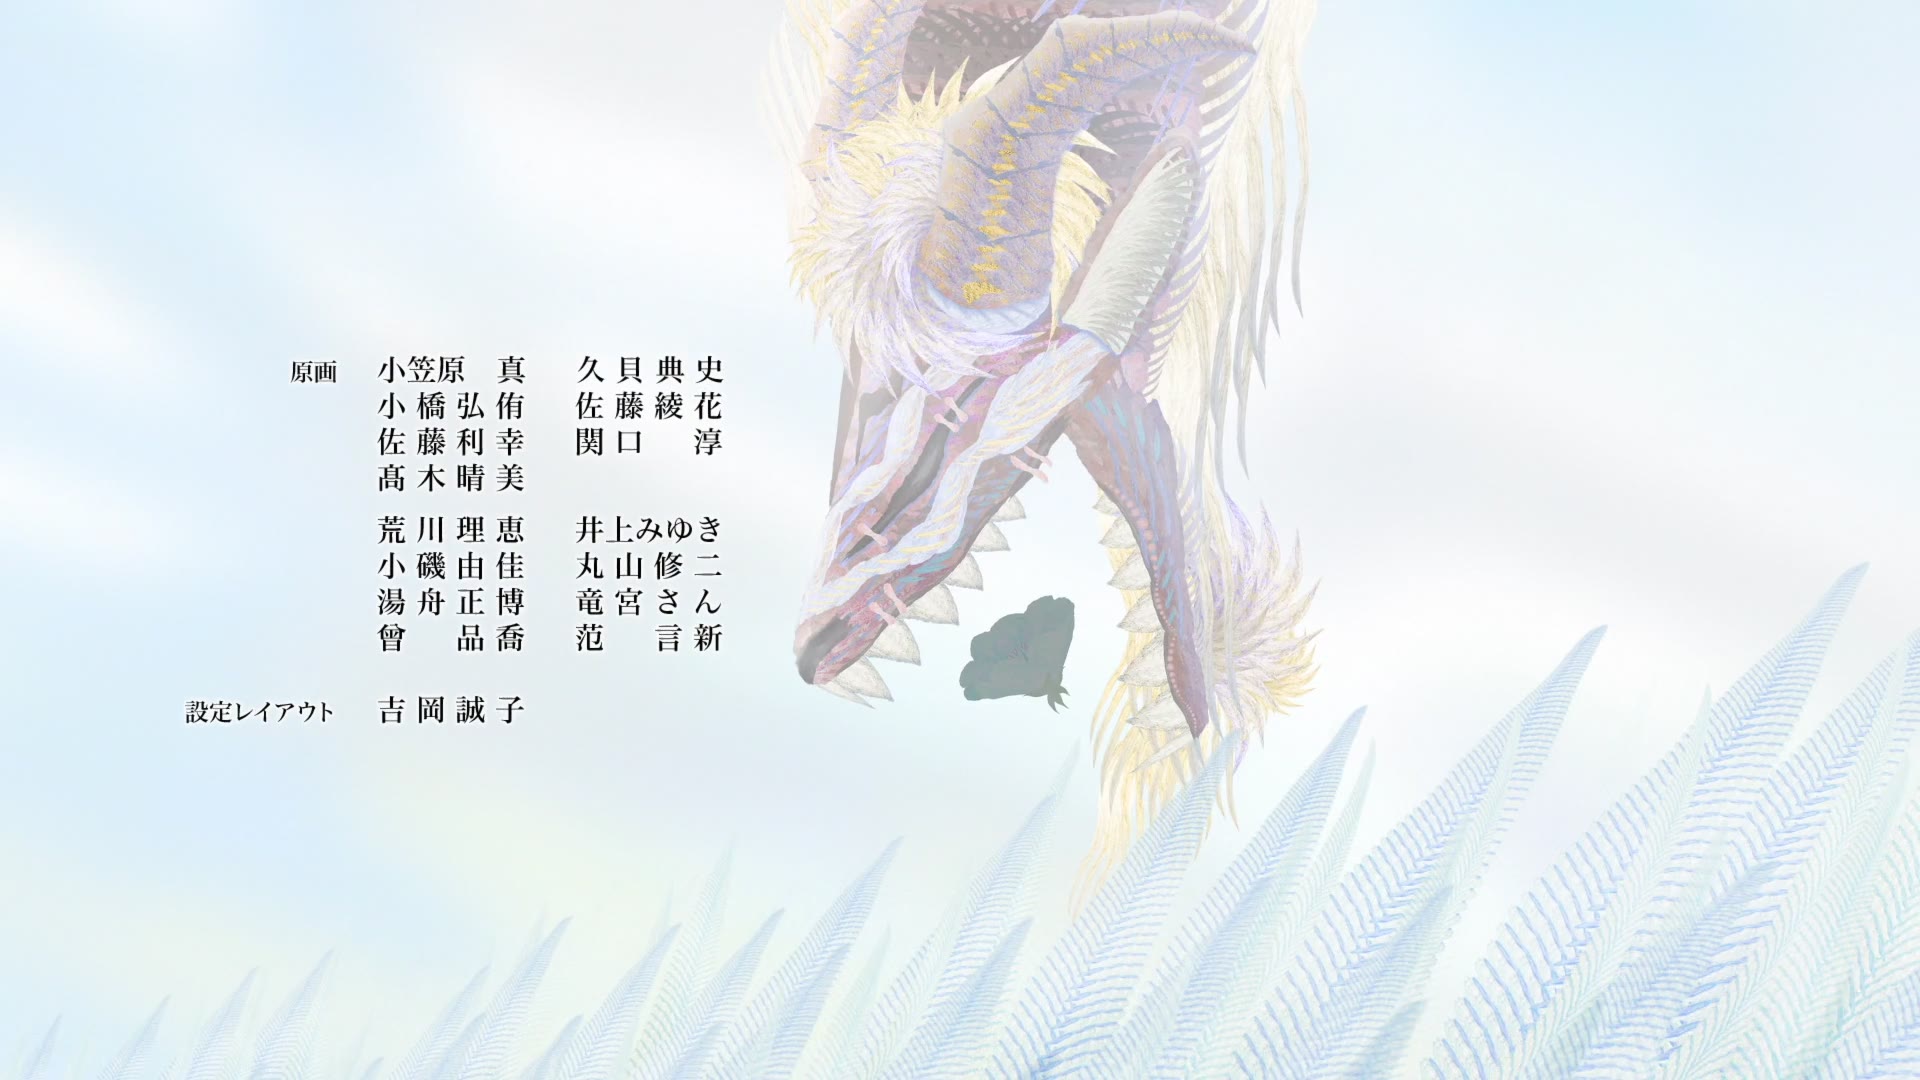 原画 小笠原 真 久貝典史
小橋弘侑 佐藤綾花
佐藤利幸 関口 淳
髙木晴美
荒川理恵 井上みゆき
小磯由佳 丸山修二
湯舟正博 竜宮さん
曾 品喬 范 言新
設定レイアウト 吉岡誠子